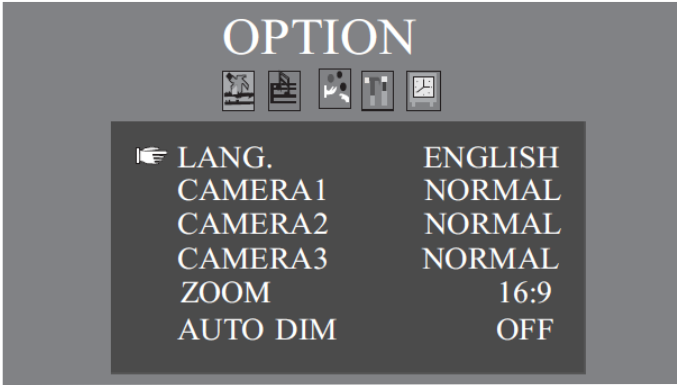 OPTION
LANG. ENGLISH
CAMERA1 NORMAL
CAMERA2 NORMAL
CAMERA3 NORMAL
ZOOM 16:9
AUTO DIM OFF